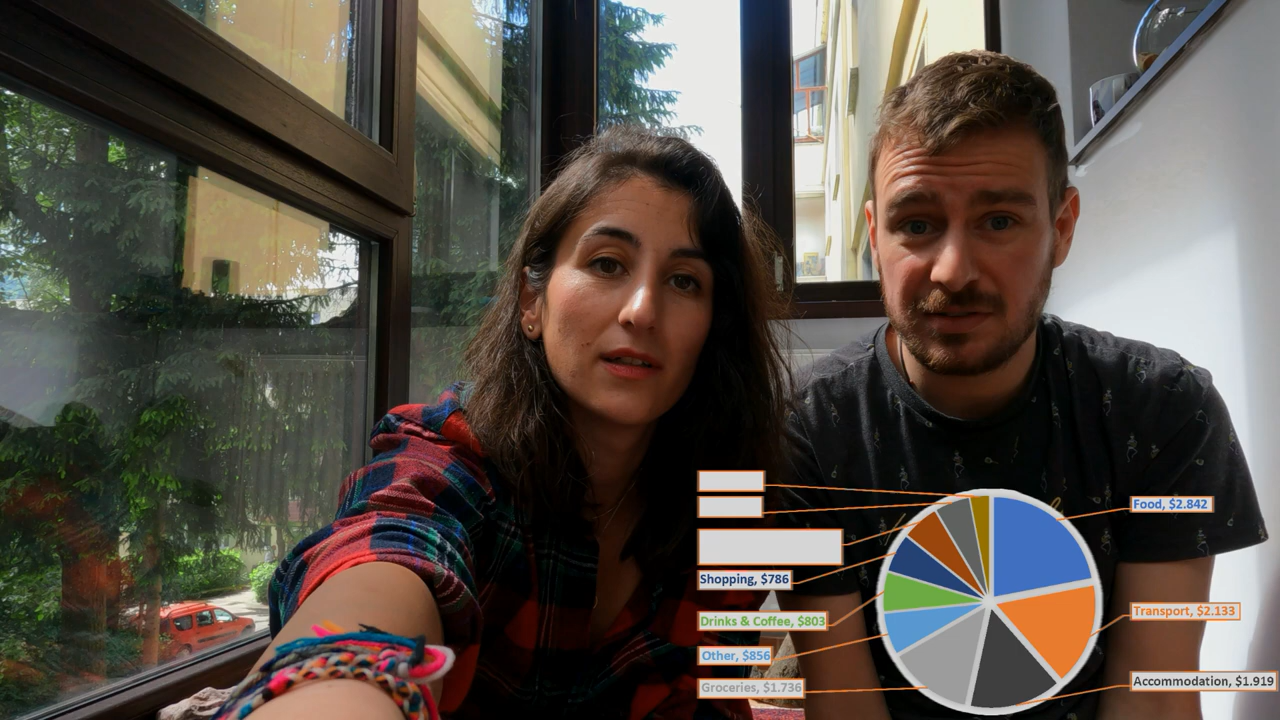 Food, $2.842
Transport, $2.133
Accommodation, $1.919
Groceries, $1.736
Other, $856
Drinks & Coffee, $803
Shopping, $786